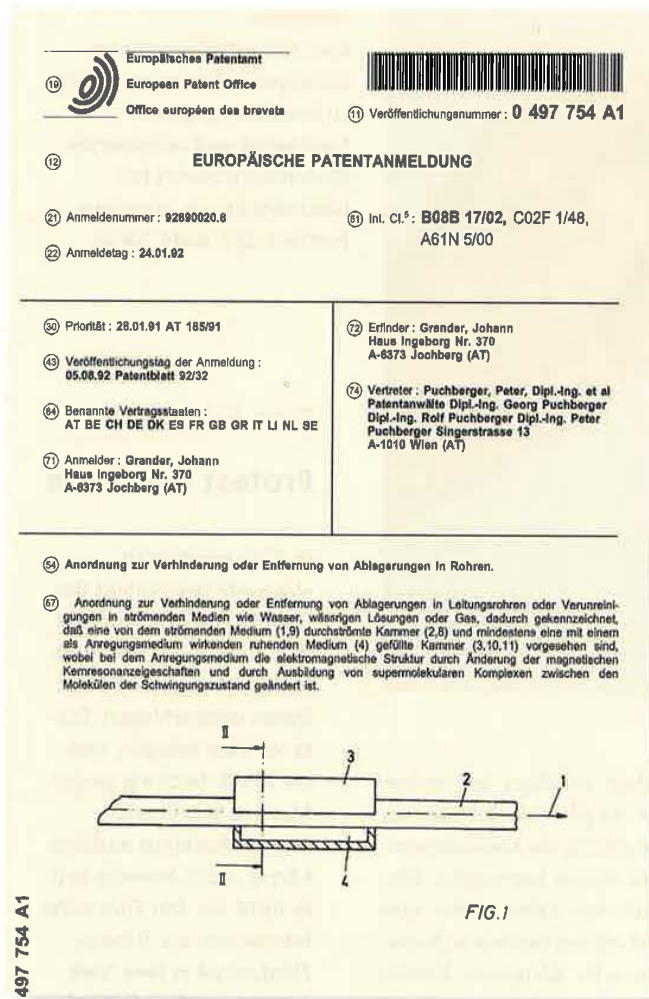 Europäisches Patentamt
(19) European Patent Office
Office européen des brevets
(11) Veröffentlichungsnummer : 0 497 754 A1
(12) EUROPÄISCHE PATENTANMELDUNG
(21) Anmeldenummer : 92890020.8
(22) Anmeldetag : 24.01.92
(51) Int. Cl.⁵ : B08B 17/02, C02F 1/48,
A61N 5/00
(30) Priorität : 28.01.91 AT 185/91
(43) Veröffentlichungstag der Anmeldung :
05.08.92 Patentblatt 92/32
(84) Benannte Vertragsstaaten :
AT BE CH DE DK ES FR GB GR IT LI NL SE
(71) Anmelder : Grander, Johann
Haus Ingeborg Nr. 370
A-6373 Jochberg (AT)
(72) Erfinder : Grander, Johann
Haus Ingeborg Nr. 370
A-6373 Jochberg (AT)
(74) Vertreter : Puchberger, Peter, Dipl.-Ing. et al
Patentanwälte Dipl.-Ing. Georg Puchberger
Dipl.-Ing. Rolf Puchberger Dipl.-Ing. Peter
Puchberger Singerstrasse 13
A-1010 Wien (AT)
(54) Anordnung zur Verhinderung oder Entfernung von Ablagerungen in Rohren.
(57) Anordnung zur Verhinderung oder Entfernung von Ablagerungen in Leitungsrohren oder Verunreini-
gungen in strömenden Medien wie Wasser, wässrigen Lösungen oder Gas, dadurch gekennzeichnet,
daß eine von dem strömenden Medium (1,9) durchströmte Kammer (2,8) und mindestens eine mit einem
als Anregungsmedium wirkenden ruhenden Medium (4) gefüllte Kammer (3,10,11) vorgesehen sind,
wobei bei dem Anregungsmedium die elektromagnetische Struktur durch Änderung der magnetischen
Kernresonanzeigeschaften und durch Ausbildung von supermolekularen Komplexen zwischen den
Molekülen der Schwingungszustand geändert ist.
II
3
2
1
II
4
FIG.1
497 754 A1